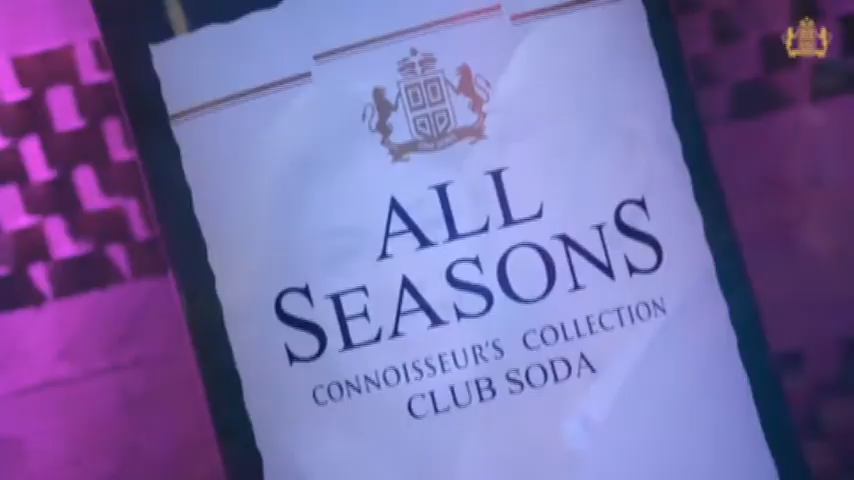 ALL
SEASONS
CONNOISSEUR'S COLLECTION
CLUB SODA